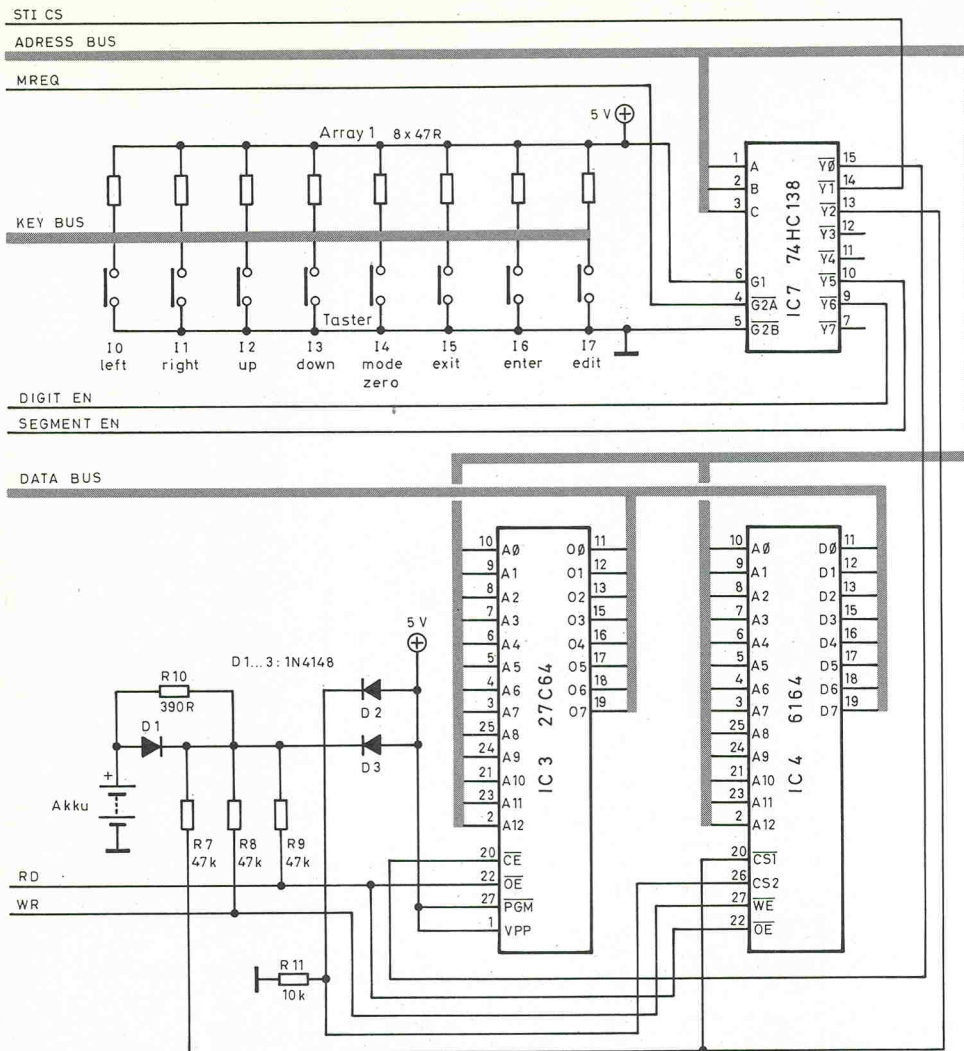 STI CS
ADRESS BUS
MREQ
5 V
Array 1 8x47R
KEY BUS
Taster
I0 left
I1 right
I2 up
I3 down
I4 mode zero
I5 exit
I6 enter
I7 edit
1 A
2 B
3 C
6 G1
4 G2A
5 G2B
IC7 74HC138
Y0 15
Y1 14
Y2 13
Y3 12
Y4 11
Y5 10
Y6 9
Y7 7
DIGIT EN
SEGMENT EN
DATA BUS
10 A0
9 A1
8 A2
7 A3
6 A4
5 A5
4 A6
3 A7
25 A8
24 A9
21 A10
23 A11
2 A12
20 CE
22 OE
27 PGM
1 VPP
IC 3 27C64
O0 11
O1 12
O2 13
O3 15
O4 16
O5 17
O6 18
O7 19
10 A0
9 A1
8 A2
7 A3
6 A4
5 A5
4 A6
3 A7
25 A8
24 A9
21 A10
23 A11
2 A12
20 CS1
26 CS2
27 WE
22 OE
IC 4 6164
D0 11
D1 12
D2 13
D3 15
D4 16
D5 17
D6 18
D7 19
5 V
D1...3: 1N4148
R10
390R
D1
D2
D3
+
Akku
R7 47k
R8 47k
R9 47k
RD
WR
R11
10k